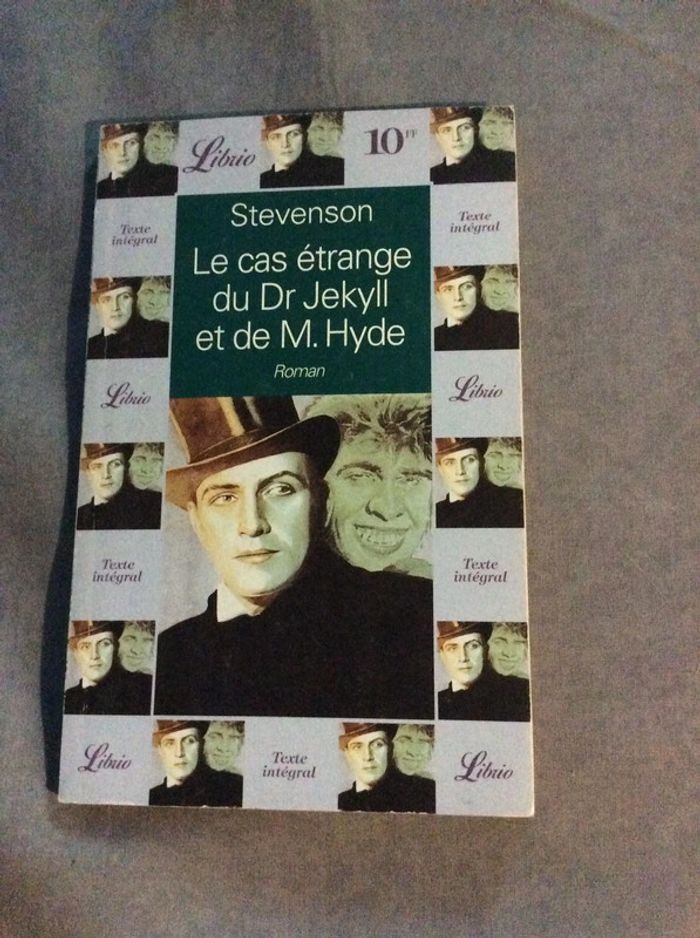 Librio
10FF
Texte
intégral
Stevenson
Texte
intégral
Le cas étrange
du Dr Jekyll
et de M. Hyde
Roman
Librio
Librio
Texte
intégral
Texte
intégral
Librio
Texte
intégral
Librio